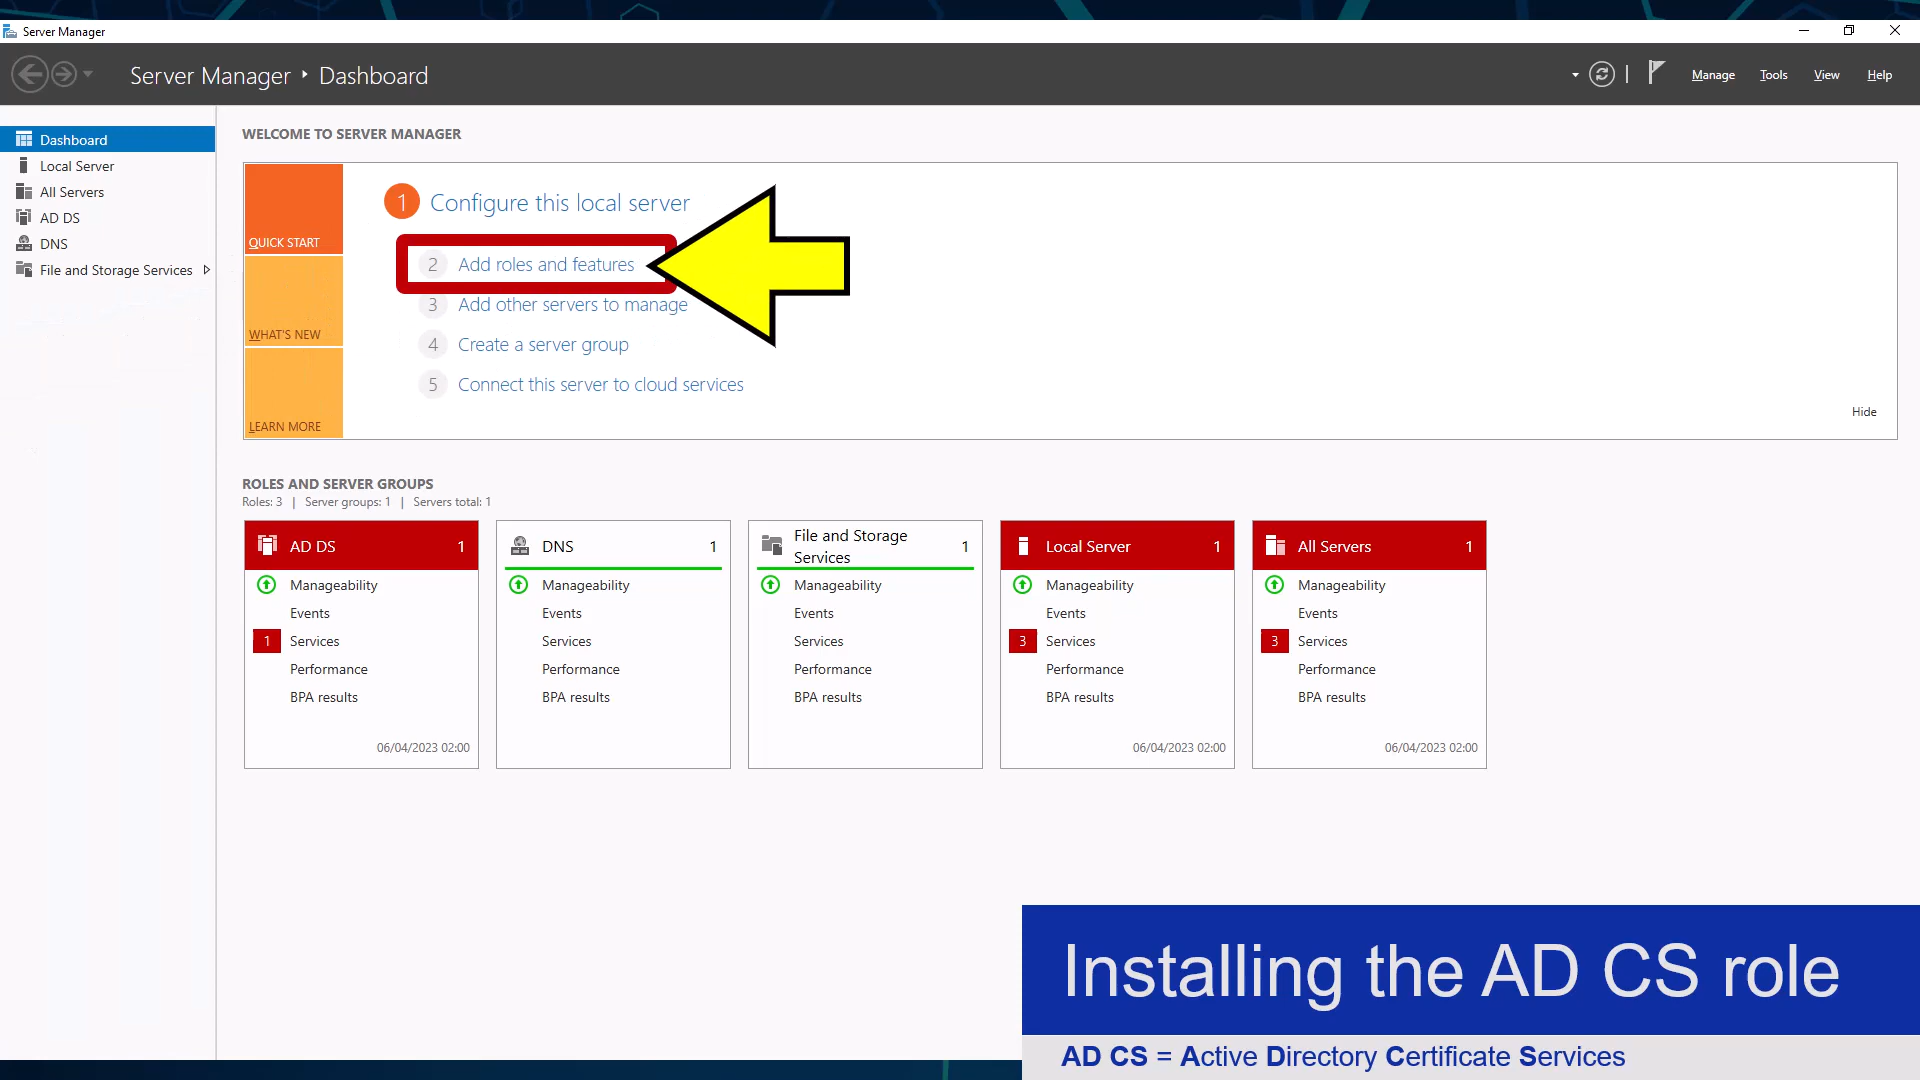 Server Manager
Server Manager ‣ Dashboard
Manage Tools View Help
Dashboard
Local Server
All Servers
AD DS
DNS
File and Storage Services
WELCOME TO SERVER MANAGER
QUICK START
WHAT'S NEW
LEARN MORE
1 Configure this local server
2 Add roles and features
3 Add other servers to manage
4 Create a server group
5 Connect this server to cloud services
Hide
ROLES AND SERVER GROUPS
Roles: 3 | Server groups: 1 | Servers total: 1
AD DS 1
Manageability
Events
1 Services
Performance
BPA results
06/04/2023 02:00
DNS 1
Manageability
Events
Services
Performance
BPA results
File and Storage
Services 1
Manageability
Events
Services
Performance
BPA results
Local Server 1
Manageability
Events
3 Services
Performance
BPA results
06/04/2023 02:00
All Servers 1
Manageability
Events
3 Services
Performance
BPA results
06/04/2023 02:00
Installing the AD CS role
AD CS = Active Directory Certificate Services